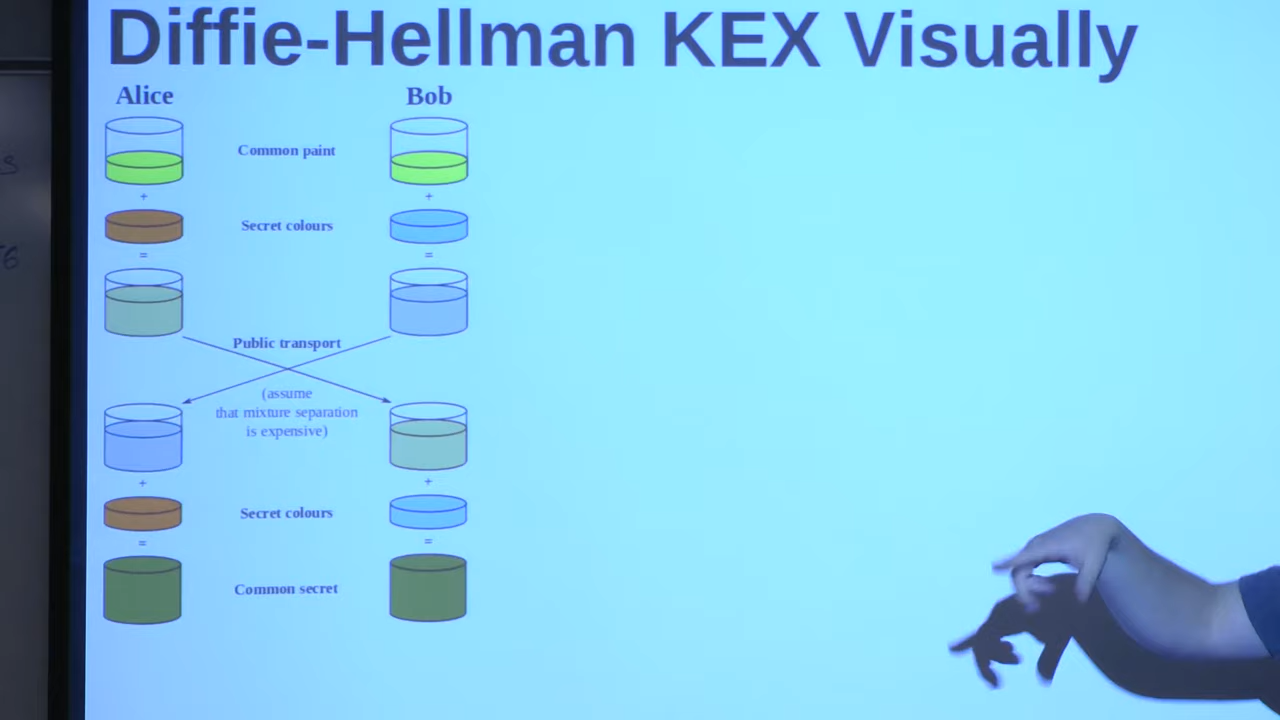 Diffie-Hellman KEX Visually
Alice
Bob
Common paint
+
+
Secret colours
=
=
Public transport
(assume
that mixture separation
is expensive)
+
+
Secret colours
=
=
Common secret